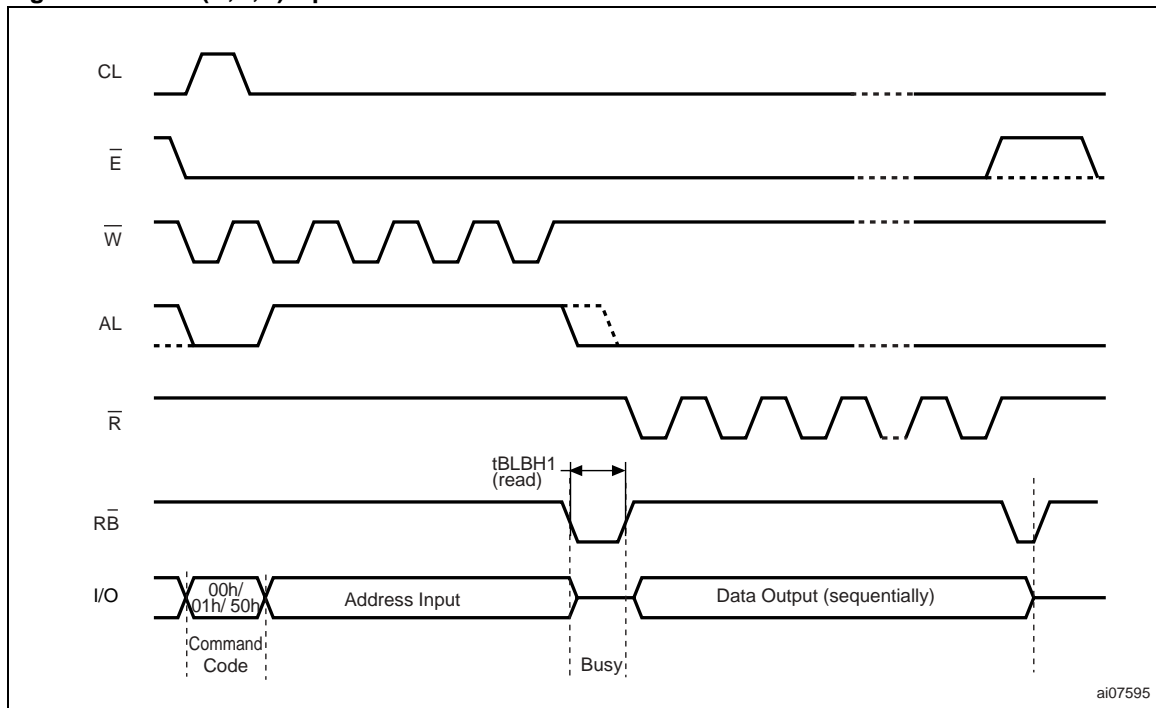 CL
E
W
AL
R
tBLBH1
(read)
RB
I/O
00h/
01h/ 50h
Address Input
Data Output (sequentially)
Command
Code
Busy
ai07595